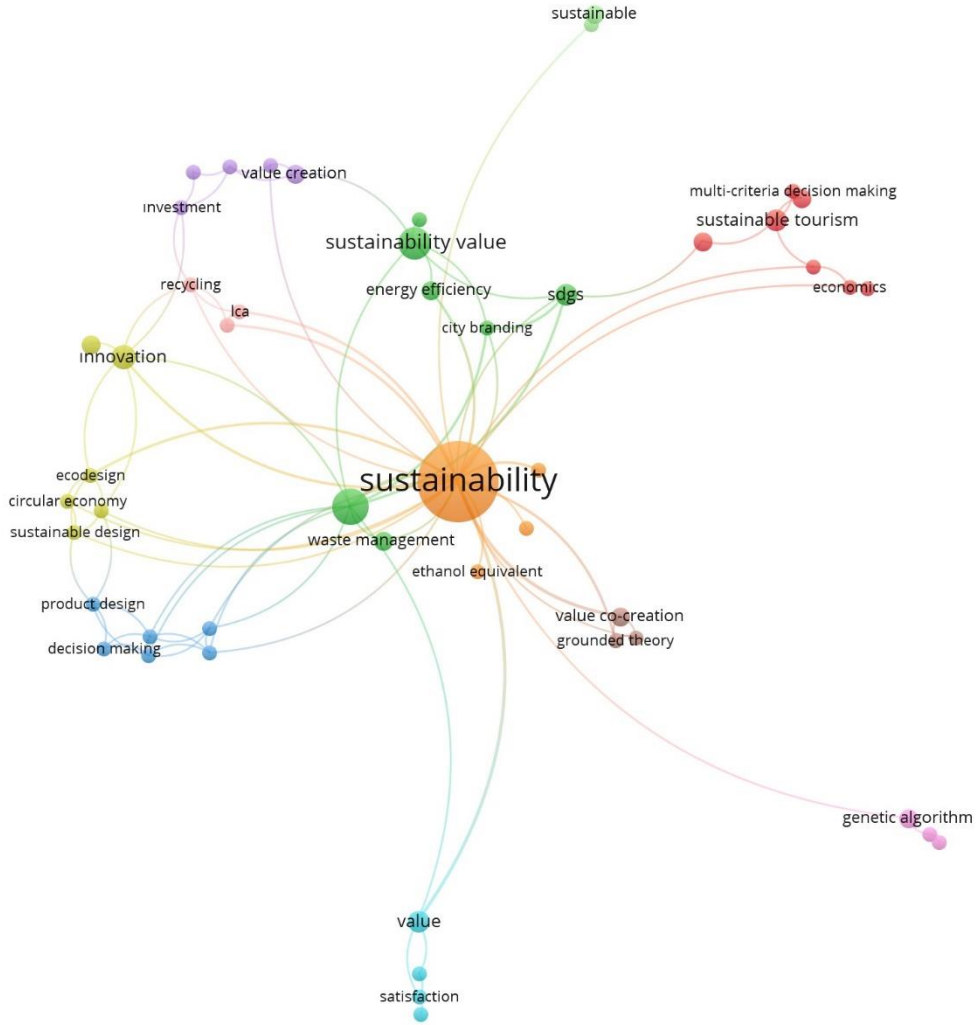 sustainable
value creation
multi-criteria decision making
investment
sustainable tourism
sustainability value
recycling
energy efficiency
sdgs
economics
lca
city branding
innovation
ecodesign
sustainability
circular economy
sustainable design
waste management
ethanol equivalent
product design
value co-creation
decision making
grounded theory
genetic algorithm
value
satisfaction